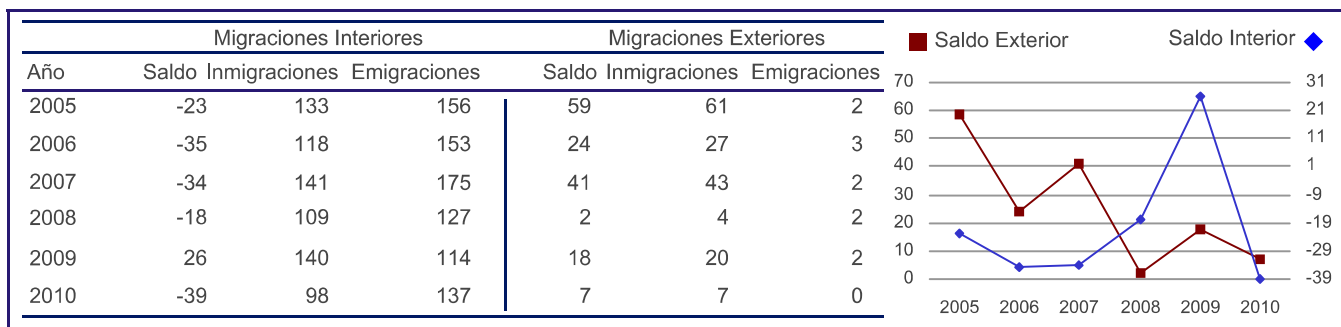 Migraciones Interiores Migraciones Exteriores
Año Saldo Inmigraciones Emigraciones Saldo Inmigraciones Emigraciones
2005 -23 133 156 59 61 2
2006 -35 118 153 24 27 3
2007 -34 141 175 41 43 2
2008 -18 109 127 2 4 2
2009 26 140 114 18 20 2
2010 -39 98 137 7 7 0
Saldo Exterior Saldo Interior
70 31
60 21
50 11
40 1
30 -9
20 -19
10 -29
0 -39
2005 2006 2007 2008 2009 2010